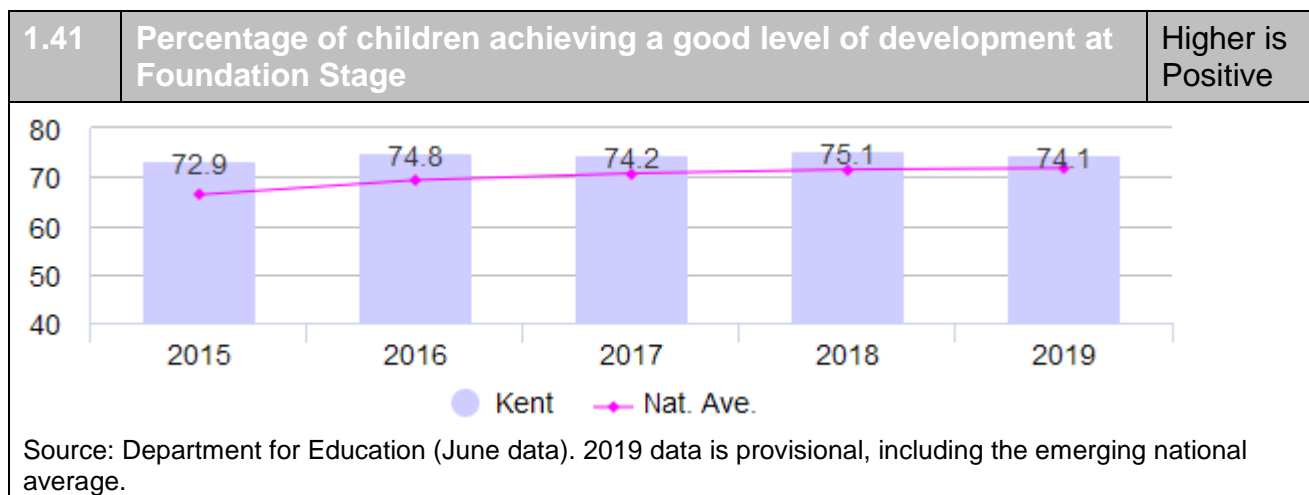 1.41
Percentage of children achieving a good level of development at
Foundation Stage
Higher is
Positive
80
70
60
50
40
72.9
74.8
74.2
75.1
74.1
2015 2016 2017 2018 2019
Kent Nat. Ave.
Source: Department for Education (June data). 2019 data is provisional, including the emerging national
average.